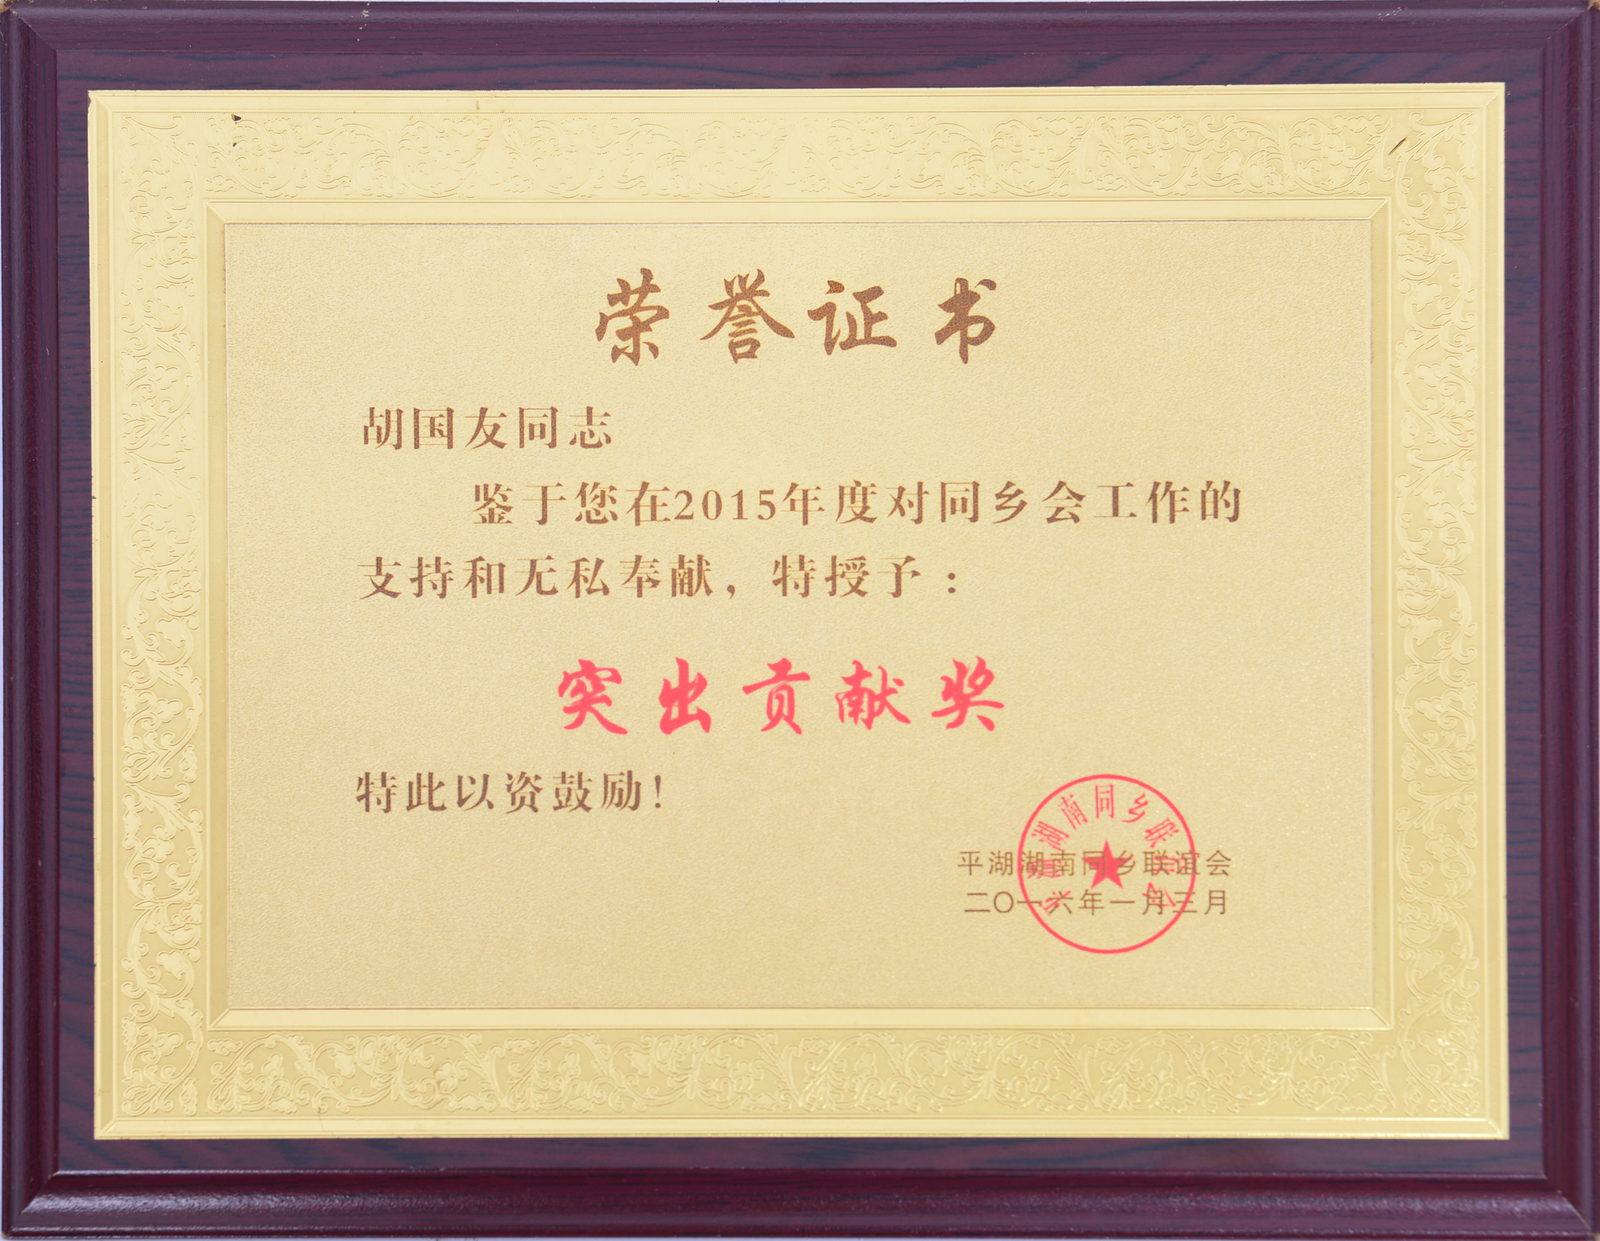 荣誉证书
胡国友同志
鉴于您在2015年度对同乡会工作的
支持和无私奉献，特授予：
突出贡献奖
特此以资鼓励！
平湖湖南同乡联谊会
二〇一六年一月三月
湖南同乡联